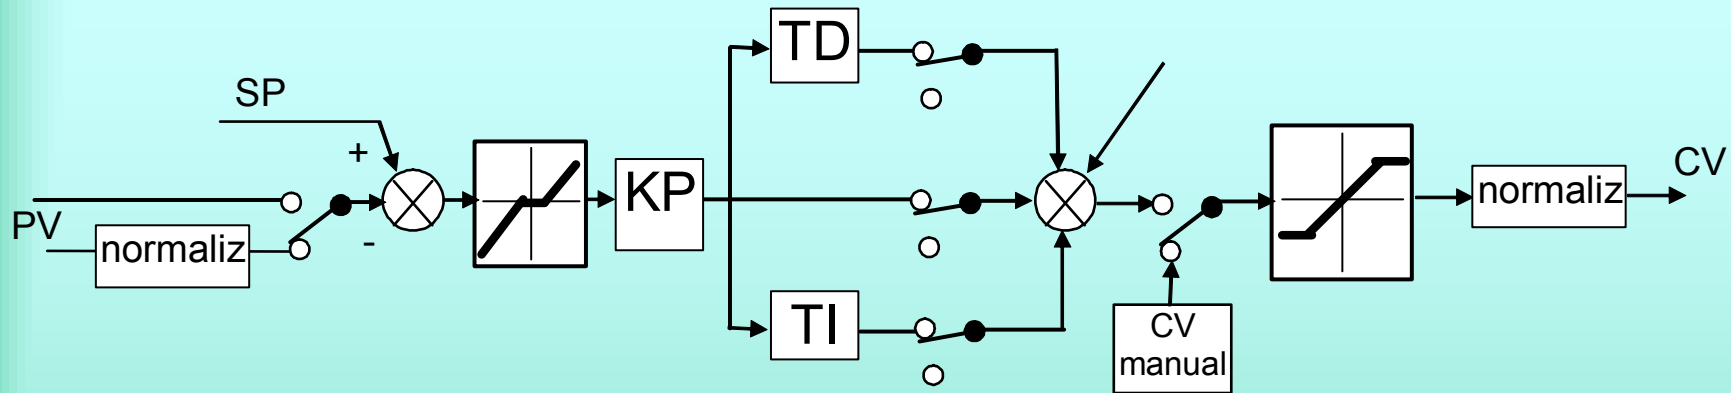 TD
SP
+
KP
CV
PV
normaliz
-
normaliz
TI
CV
manual